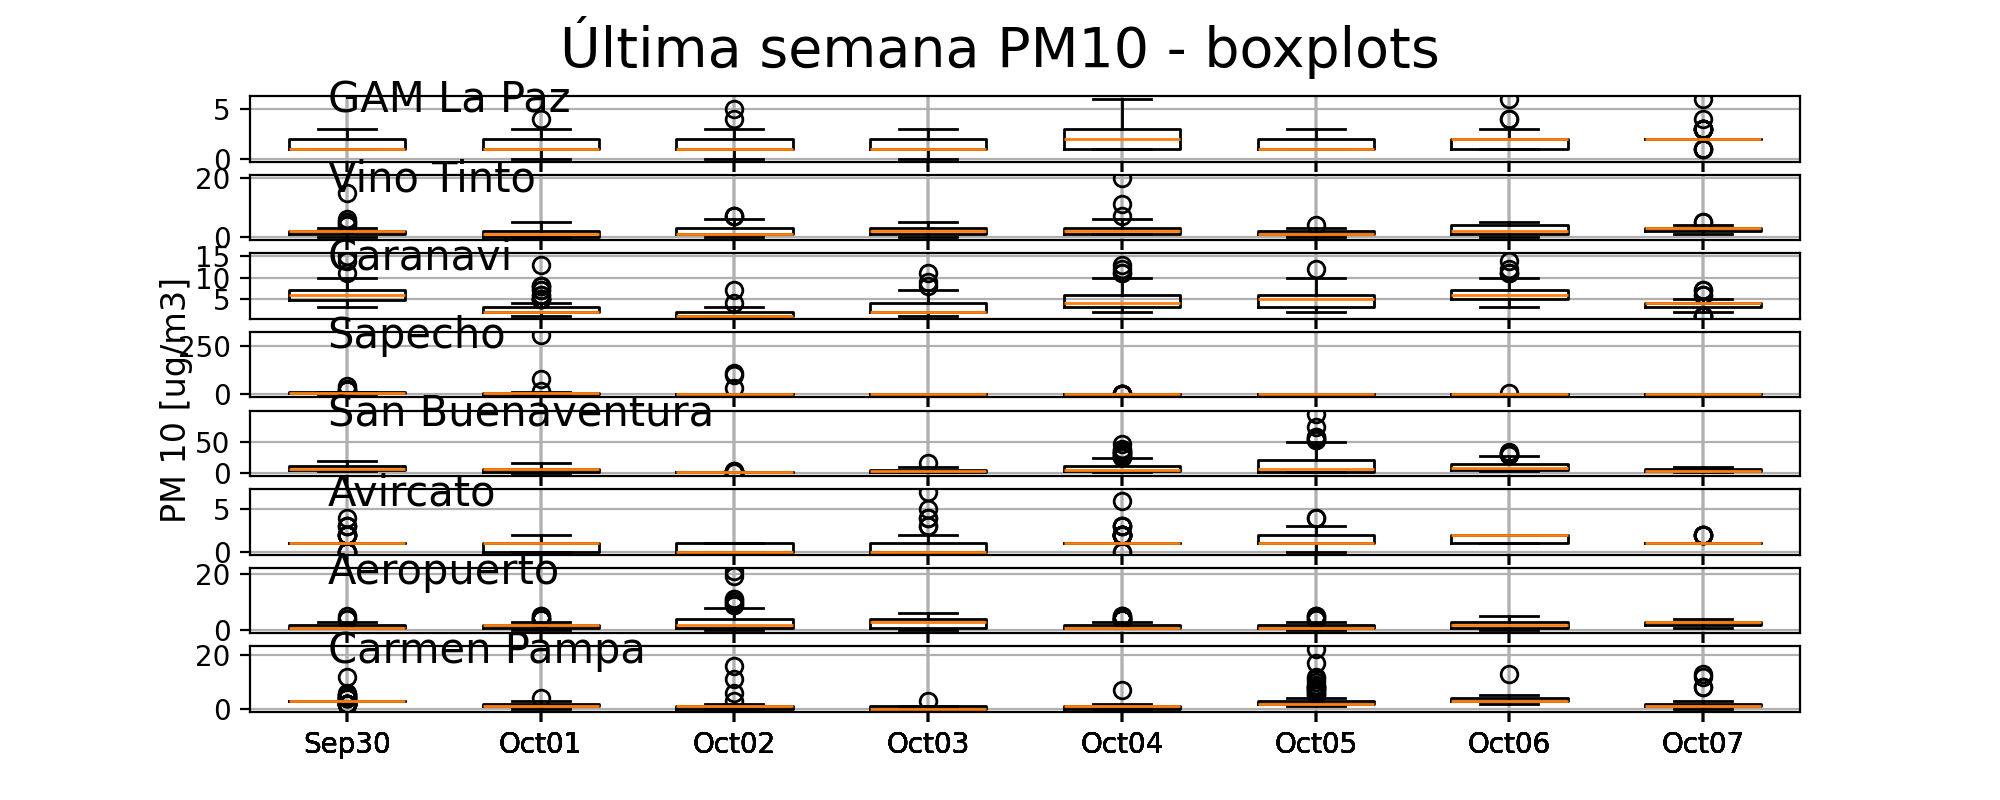 Última semana PM10 - boxplots
GAM La Paz
5
0
Vino Tinto
20
0
Caranavi
15
10
5
PM 10 [ug/m3]
Sapecho
250
0
San Buenaventura
50
0
Avircato
5
0
Aeropuerto
20
0
Carmen Pampa
20
0
Sep30 Oct01 Oct02 Oct03 Oct04 Oct05 Oct06 Oct07